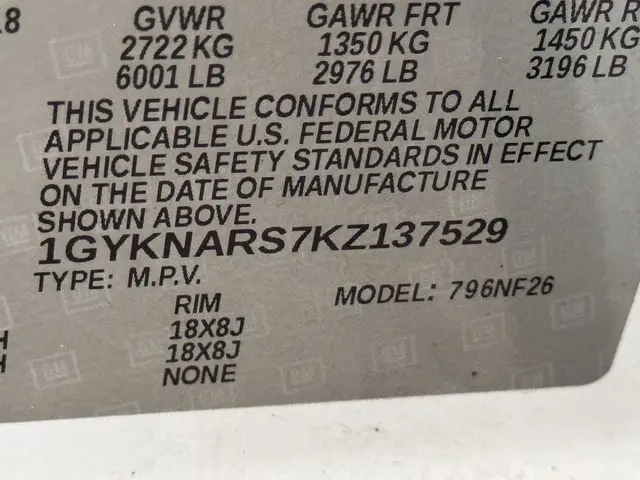 18 GVWR GAWR FRT GAWR R
2722 KG 1350 KG 1450 KG
6001 LB 2976 LB 3196 LB
THIS VEHICLE CONFORMS TO ALL
APPLICABLE U.S. FEDERAL MOTOR
VEHICLE SAFETY STANDARDS IN EFFECT
ON THE DATE OF MANUFACTURE
SHOWN ABOVE.
1GYKNARS7KZ137529
TYPE: M.P.V. MODEL: 796NF26
RIM
H 18X8J
H 18X8J
NONE